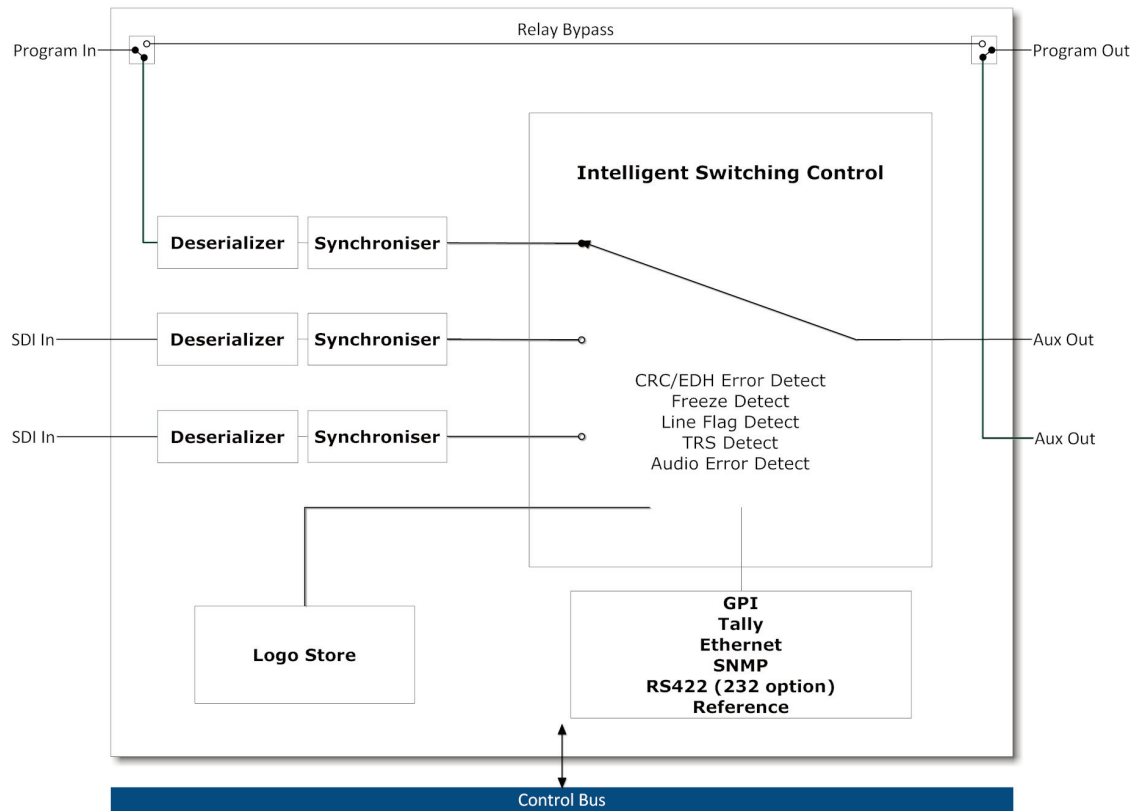 Relay Bypass
Program In
Program Out
Intelligent Switching Control
Deserializer
Synchroniser
SDI In
Deserializer
Synchroniser
Aux Out
CRC/EDH Error Detect
Freeze Detect
Line Flag Detect
TRS Detect
Audio Error Detect
SDI In
Deserializer
Synchroniser
Aux Out
Logo Store
GPI
Tally
Ethernet
SNMP
RS422 (232 option)
Reference
Control Bus